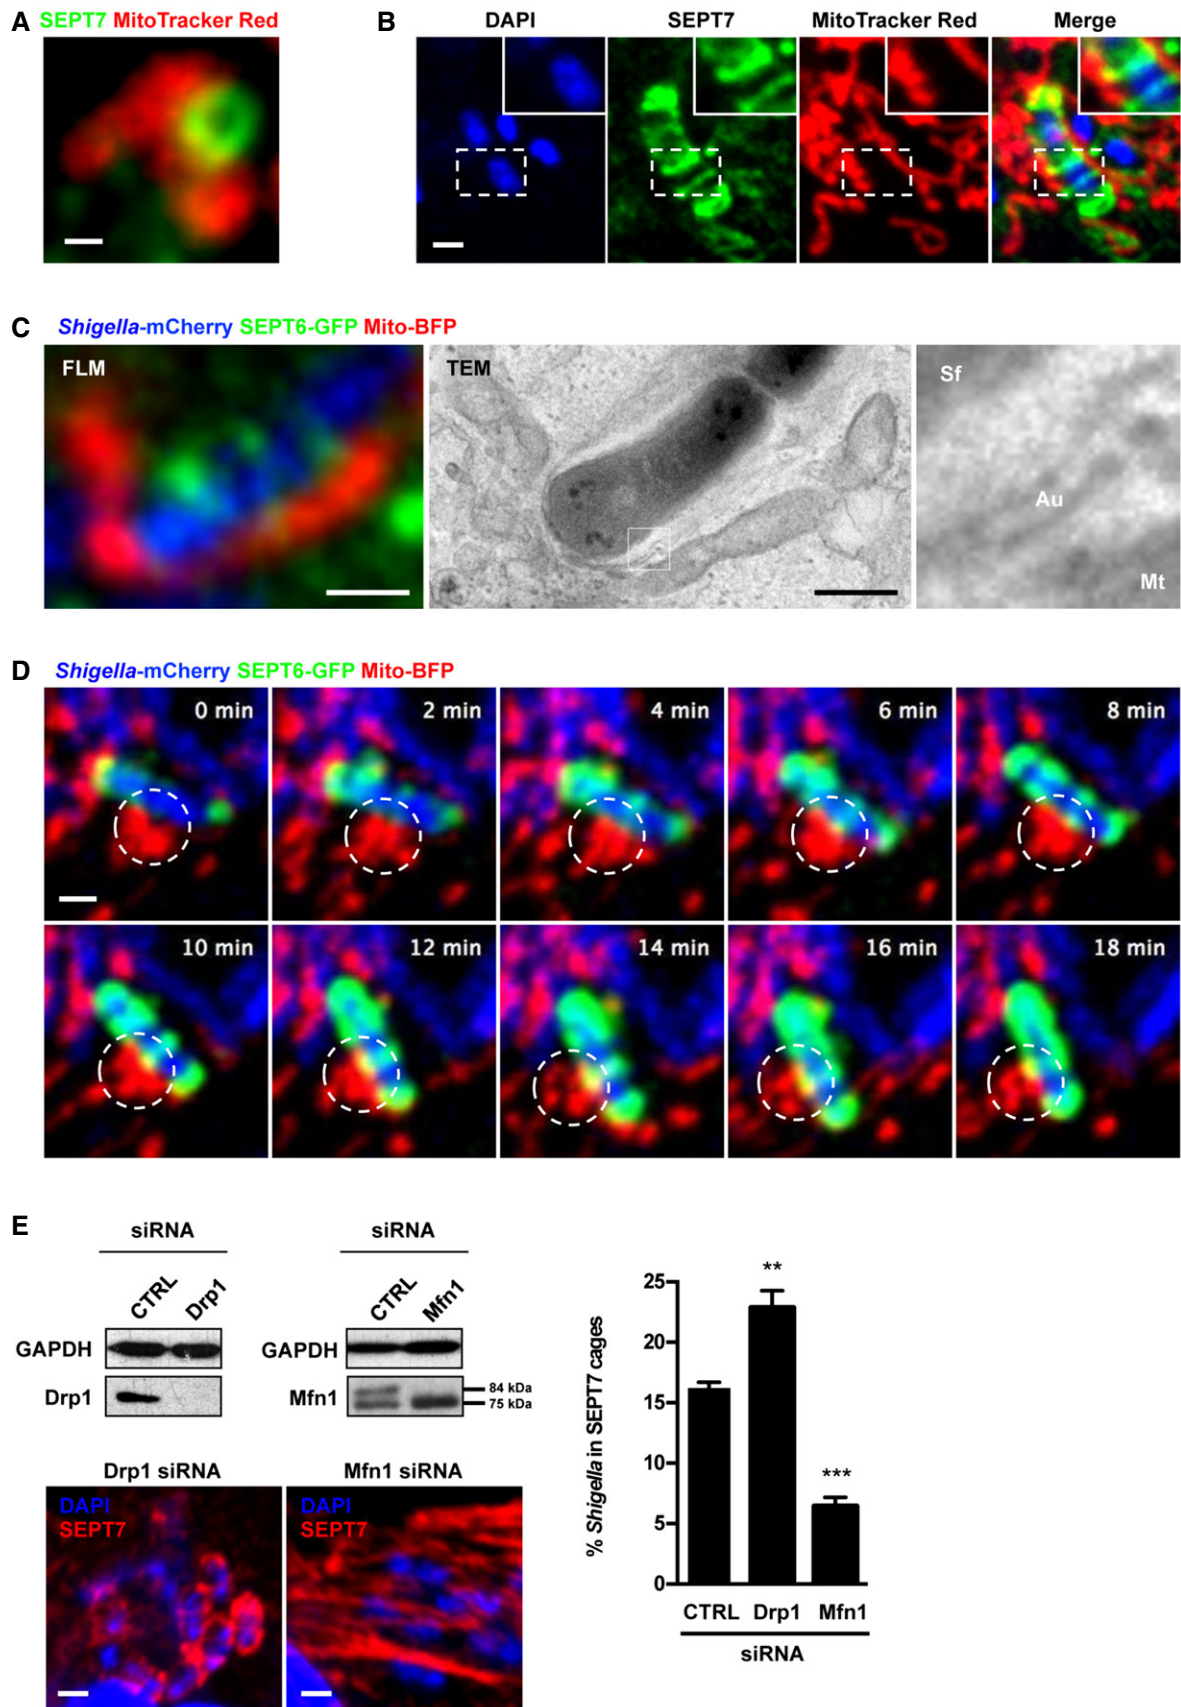 A SEPT7 MitoTracker Red
B DAPI SEPT7 MitoTracker Red Merge
C Shigella-mCherry SEPT6-GFP Mito-BFP
FLM TEM Sf Au Mt
D Shigella-mCherry SEPT6-GFP Mito-BFP
0 min 2 min 4 min 6 min 8 min
10 min 12 min 14 min 16 min 18 min
E
siRNA
CTRL Drp1
GAPDH
Drp1
siRNA
CTRL Mfn1
GAPDH
Mfn1
84 kDa
75 kDa
Drp1 siRNA
DAPI
SEPT7
Mfn1 siRNA
DAPI
SEPT7
% Shigella in SEPT7 cages
25
20
15
10
5
0
**
***
CTRL Drp1 Mfn1
siRNA